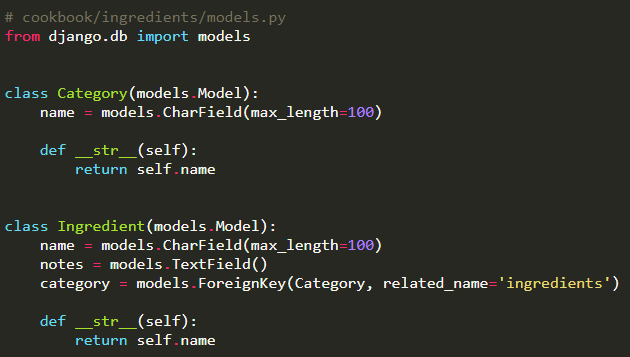 # cookbook/ingredients/models.py
from django.db import models
class Category(models.Model):
    name = models.CharField(max_length=100)
    def __str__(self):
        return self.name
class Ingredient(models.Model):
    name = models.CharField(max_length=100)
    notes = models.TextField()
    category = models.ForeignKey(Category, related_name='ingredients')
    def __str__(self):
        return self.name